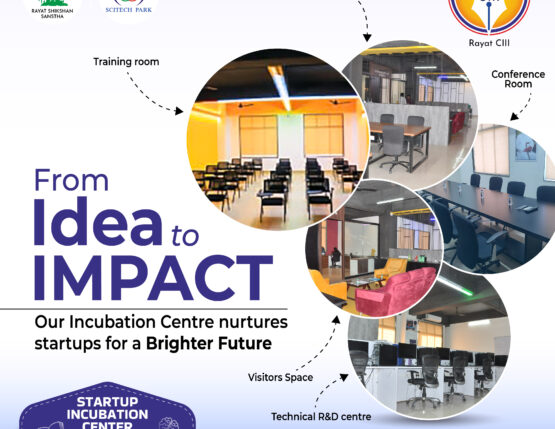 RAYAT SHIKSHAN
SANSTHA
SCITECH PARK
Rayat CIII
Training room
Conference
Room
From
Idea to
IMPACT
Our Incubation Centre nurtures
startups for a Brighter Future
Visitors Space
Technical R&D centre
STARTUP
INCUBATION
CENTER